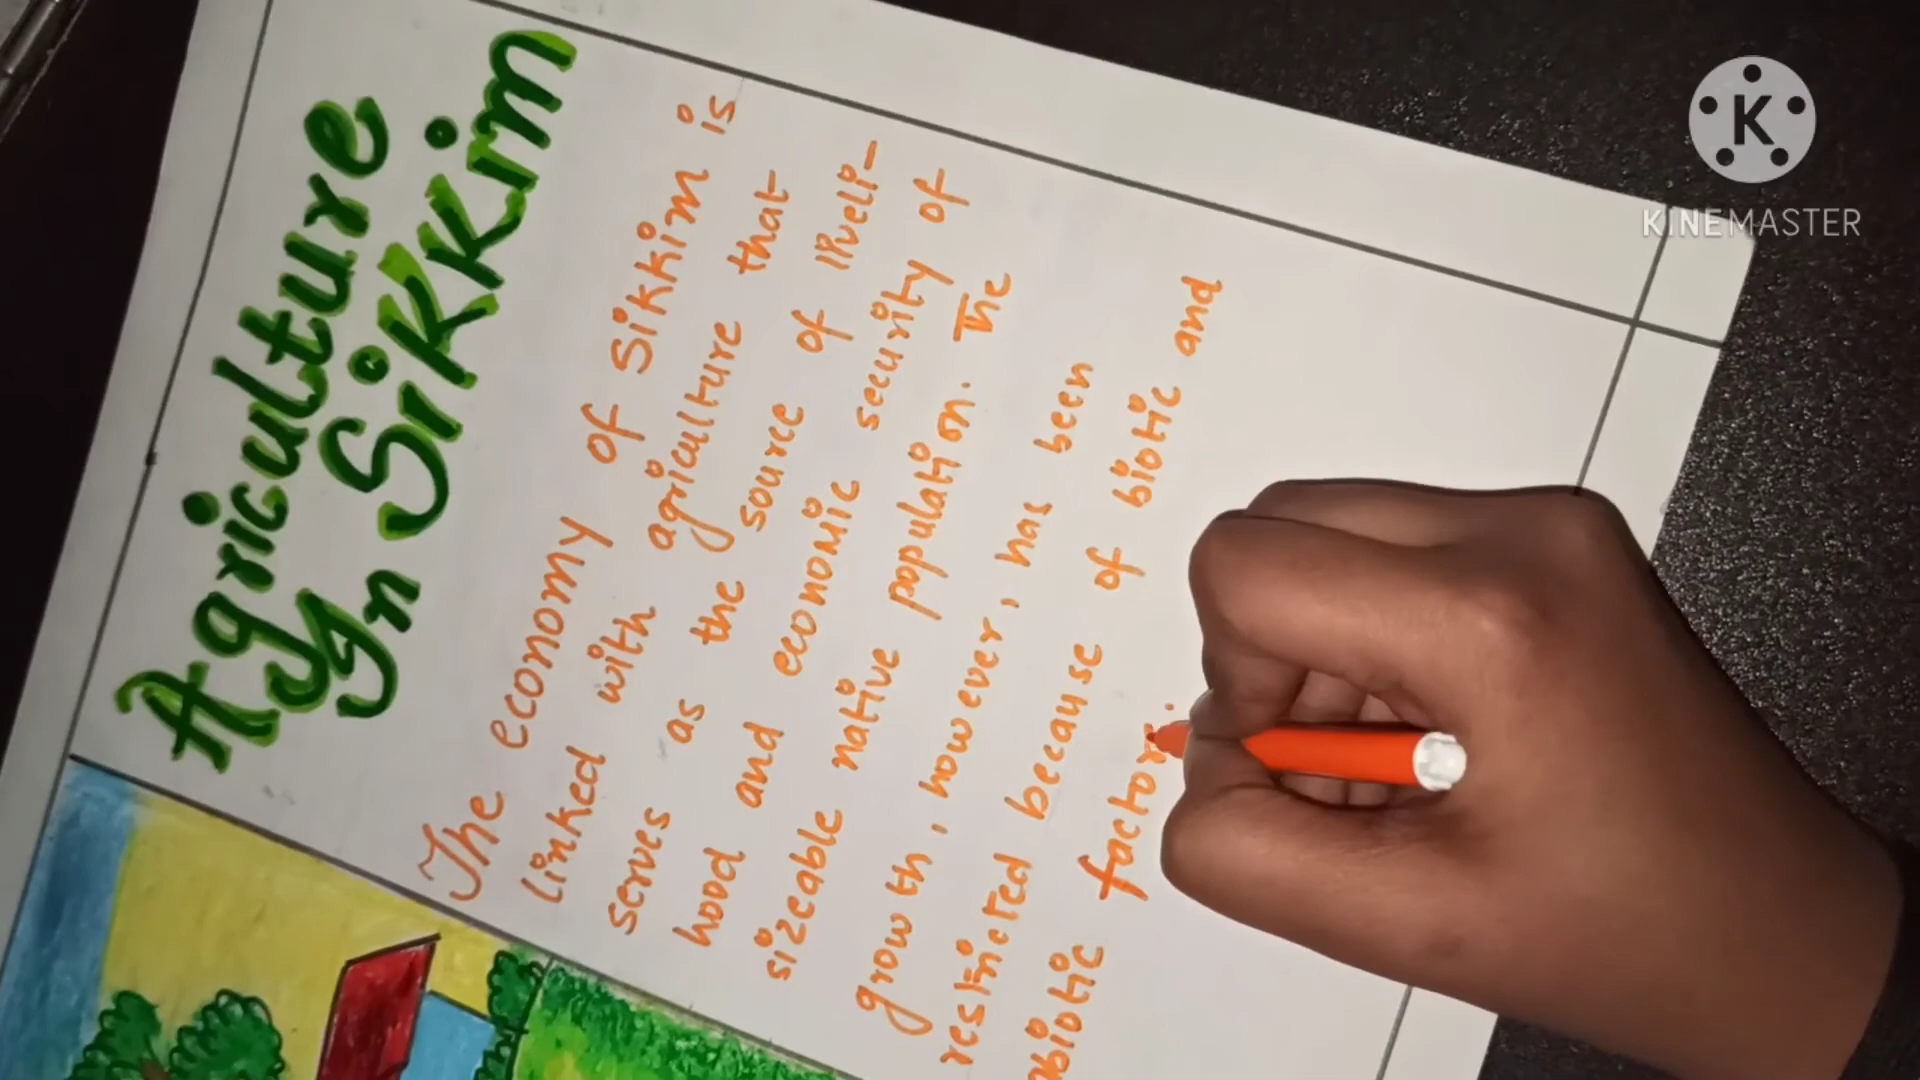 Agriculture
In Sikkim
The economy of Sikkim is
linked with agriculture that
serves as the source of liveli-
hood and economic security of
sizeable native population. The
growth, however, has been
restricted because of biotic and
abiotic factor.
K
KINEMASTER